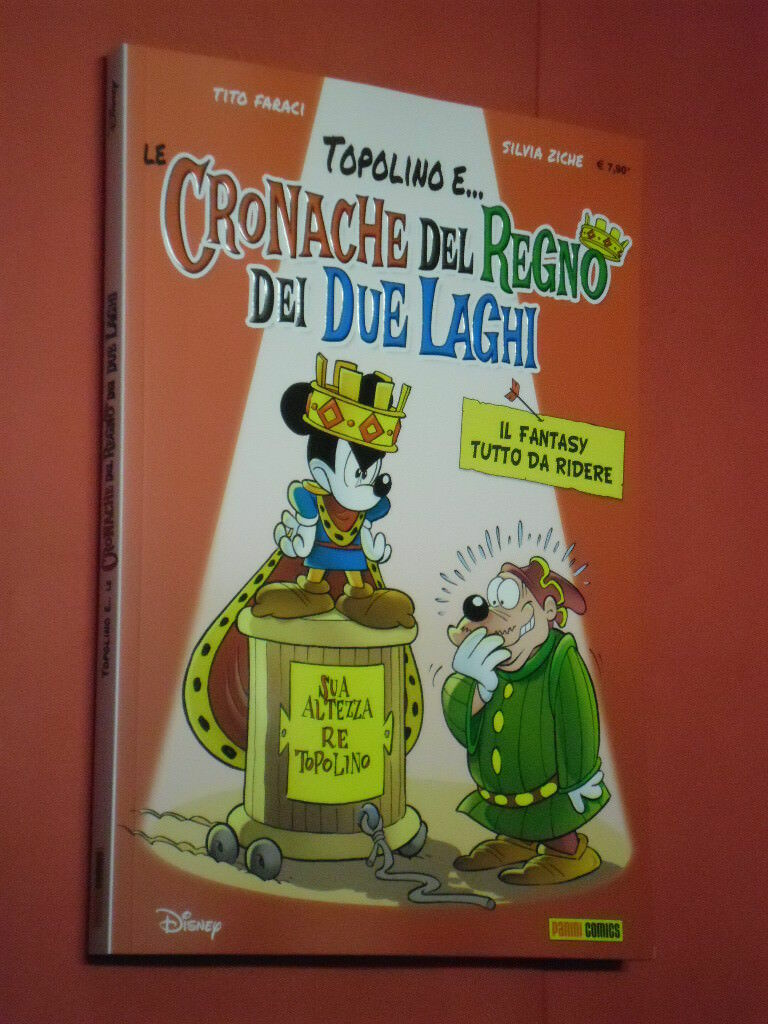 TITO FARACI
SILVIA ZICHE
€ 7,90*
TOPOLINO E...
LE
CRONACHE DEL REGNO
DEI DUE LAGHI
IL FANTASY
TUTTO DA RIDERE
SUA
ALTEZZA
RE
TOPOLINO
Disney
PANINI COMICS
Disney
TOPOLINO E... LE CRONACHE DEL REGNO DEI DUE LAGHI